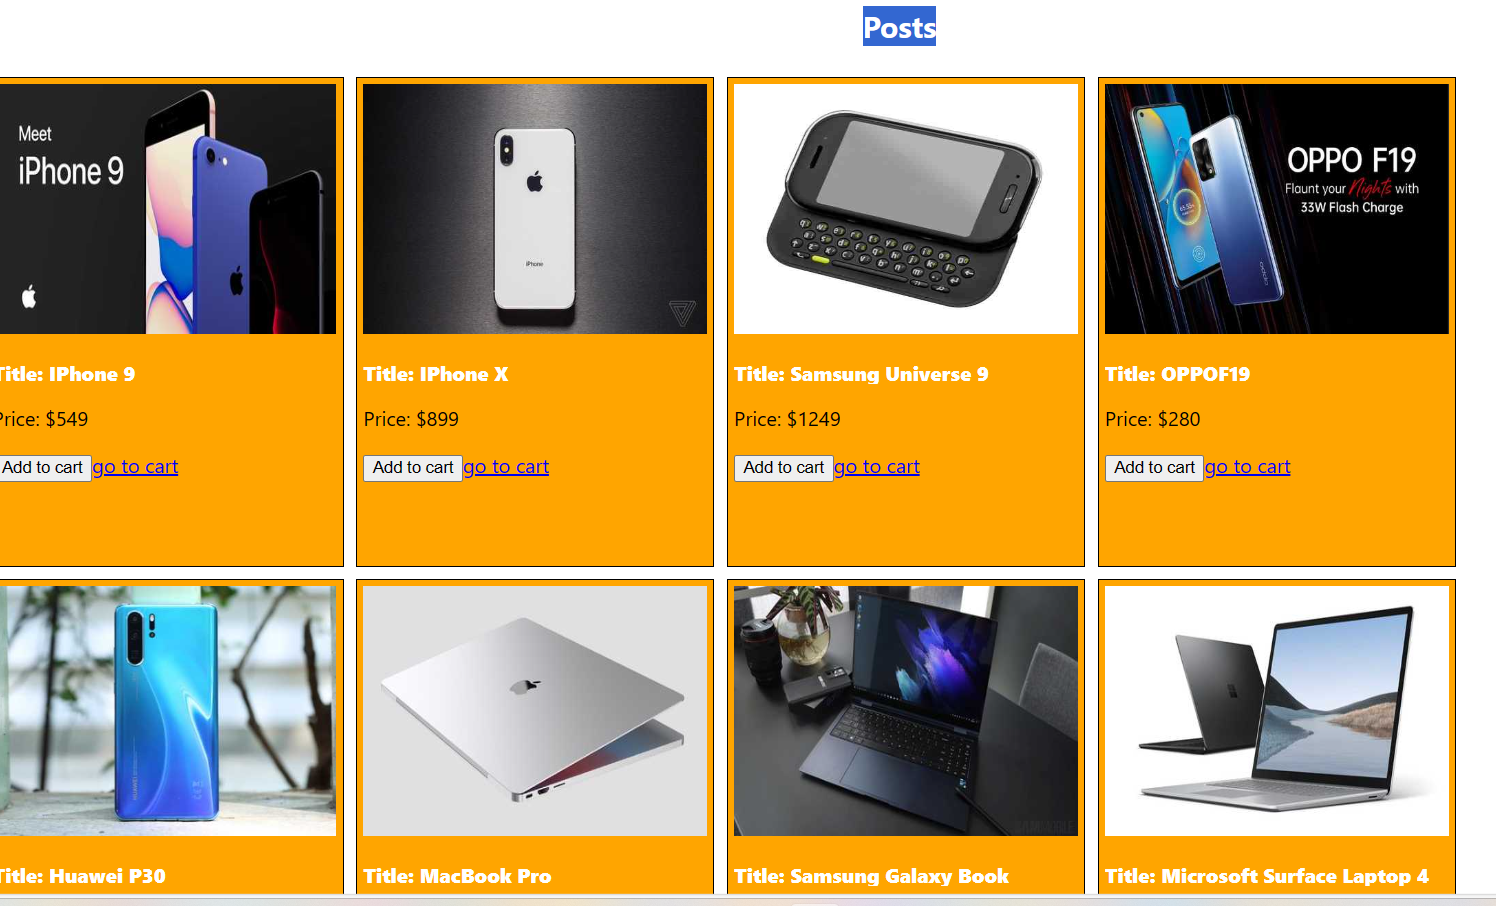 Posts
Meet
iPhone 9
iPhone
OPPO F19
Flaunt your Nights with
33W Flash Charge
Title: IPhone 9
Price: $549
Add to cart go to cart
Title: IPhone X
Price: $899
Add to cart go to cart
Title: Samsung Universe 9
Price: $1249
Add to cart go to cart
Title: OPPOF19
Price: $280
Add to cart go to cart
Title: Huawei P30
Title: MacBook Pro
Title: Samsung Galaxy Book
Title: Microsoft Surface Laptop 4